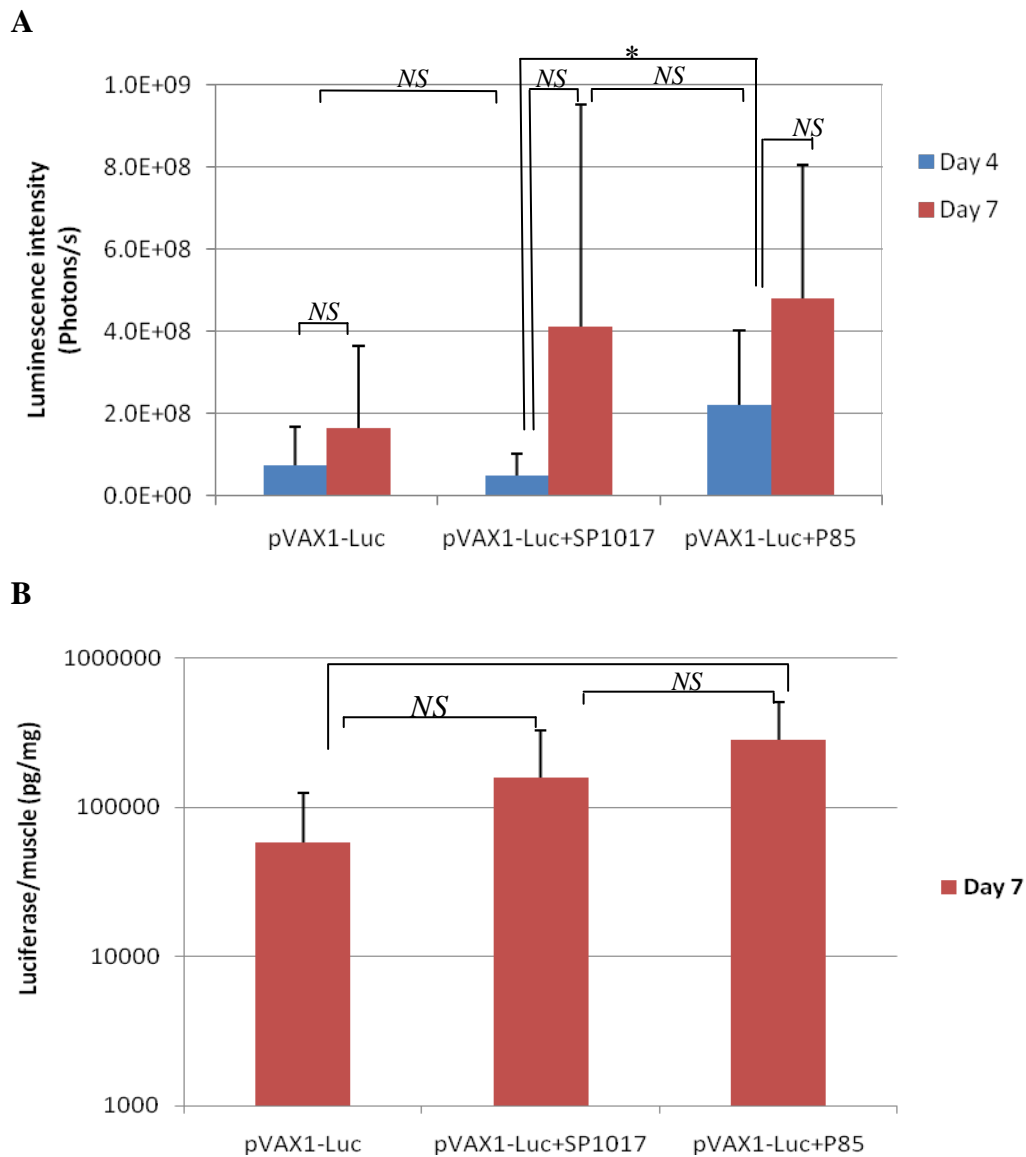 A
*
NS
NS
NS
NS
NS
1.0E+09
8.0E+08
6.0E+08
4.0E+08
2.0E+08
0.0E+00
Luminescence intensity
(Photons/s)
Day 4
Day 7
pVAX1-Luc
pVAX1-Luc+SP1017
pVAX1-Luc+P85
B
NS
NS
1000000
100000
10000
1000
Luciferase/muscle (pg/mg)
Day 7
pVAX1-Luc
pVAX1-Luc+SP1017
pVAX1-Luc+P85